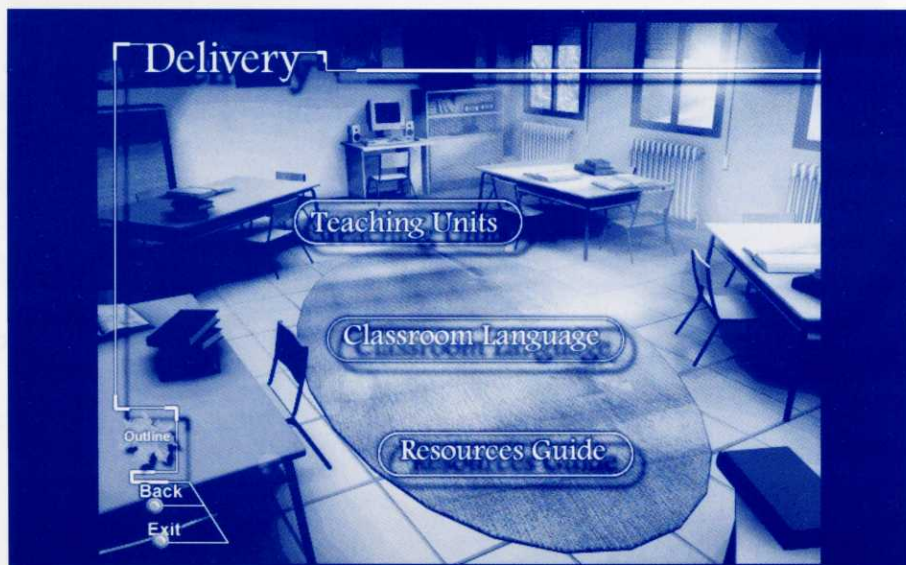 Delivery
Teaching Units
Classroom Language
Resources Guide
Outline
Back
Exit